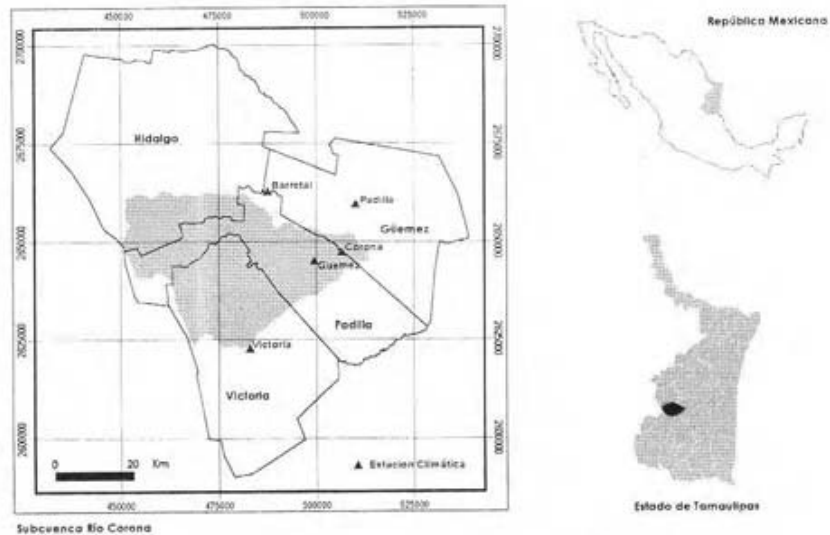 450000 475000 500000 525000
República Mexicana
2700000 2700000
Hidalgo
2675000 2675000
Barretal
Padilla
Güemez
2650000 2650000
Corona
Guemez
Padilla
2625000 2625000
Victoria
Victoria
2600000 2600000
0 20 Km
Estacion Climática
450000 475000 500000 525000
Estado de Tamaulipas
Subcuenca Río Corona